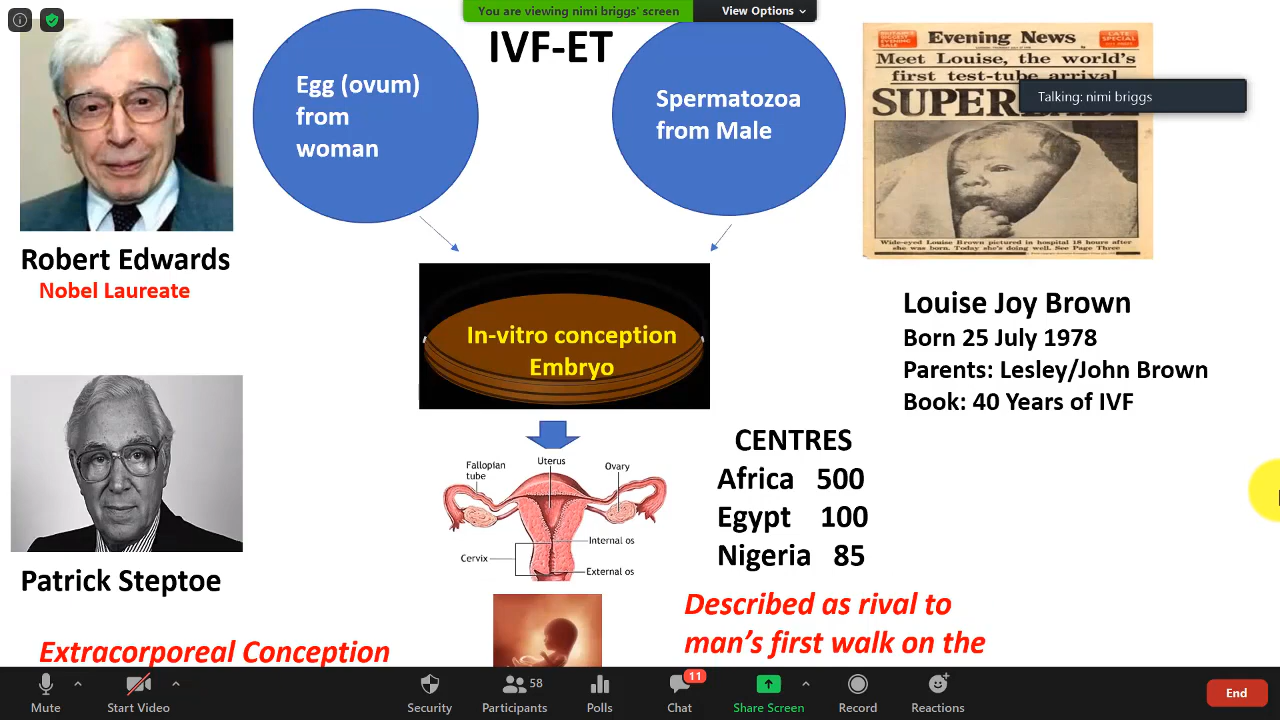 You are viewing nimi briggs' screen
View Options
IVF-ET
Egg (ovum)
from
woman
Spermatozoa
from Male
Evening News
Meet Louise, the world's
first test-tube arrival
Talking: nimi briggs
Wide-eyed Louise Brown pictured in hospital 18 hours after
she was born. Today she's doing well. See Page Three
Robert Edwards
Nobel Laureate
In-vitro conception
Embryo
Louise Joy Brown
Born 25 July 1978
Parents: Lesley/John Brown
Book: 40 Years of IVF
Patrick Steptoe
Fallopian
tube
Uterus
Ovary
Internal os
Cervix
External os
CENTRES
Africa 500
Egypt 100
Nigeria 85
Described as rival to
man's first walk on the
Extracorporeal Conception
Mute
Start Video
Security
58
Participants
Polls
11
Chat
Share Screen
Record
Reactions
End